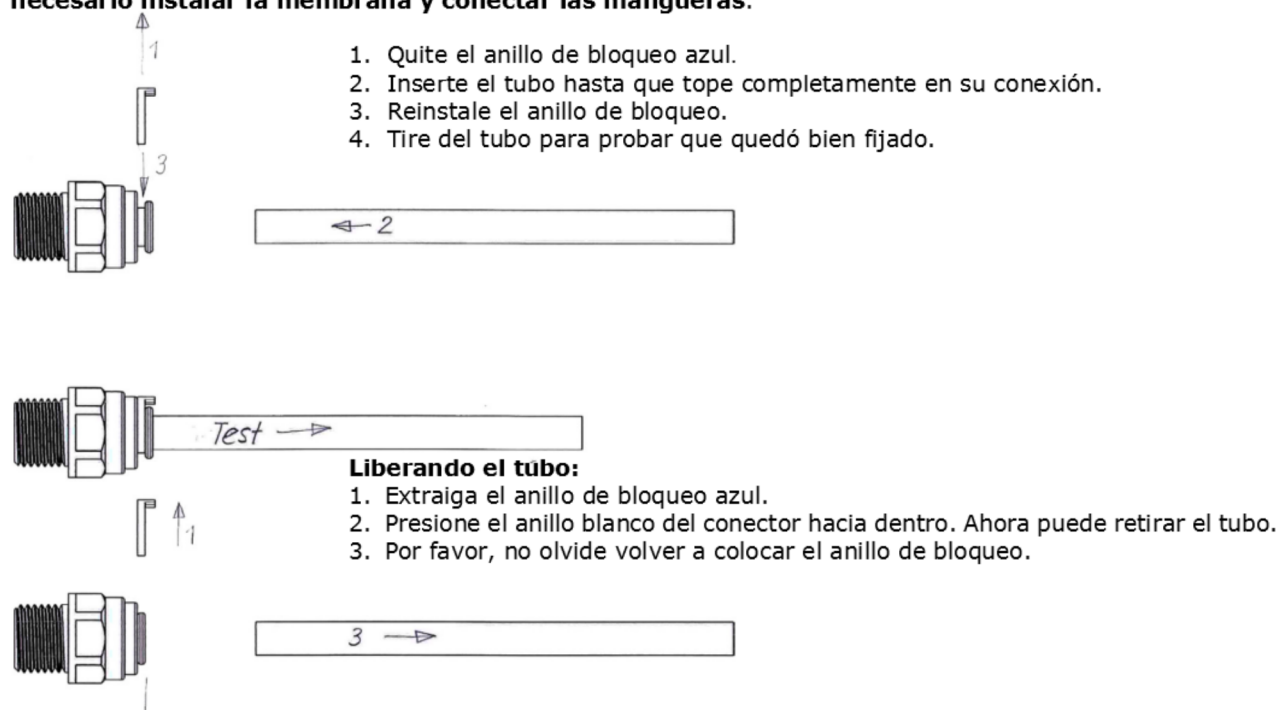 necesario instalar la membrana y conectar las mangueras.
1
1. Quite el anillo de bloqueo azul.
2. Inserte el tubo hasta que tope completamente en su conexión.
3. Reinstale el anillo de bloqueo.
4. Tire del tubo para probar que quedó bien fijado.
3
2
Test
Liberando el tubo:
1. Extraiga el anillo de bloqueo azul.
2. Presione el anillo blanco del conector hacia dentro. Ahora puede retirar el tubo.
3. Por favor, no olvide volver a colocar el anillo de bloqueo.
1
3